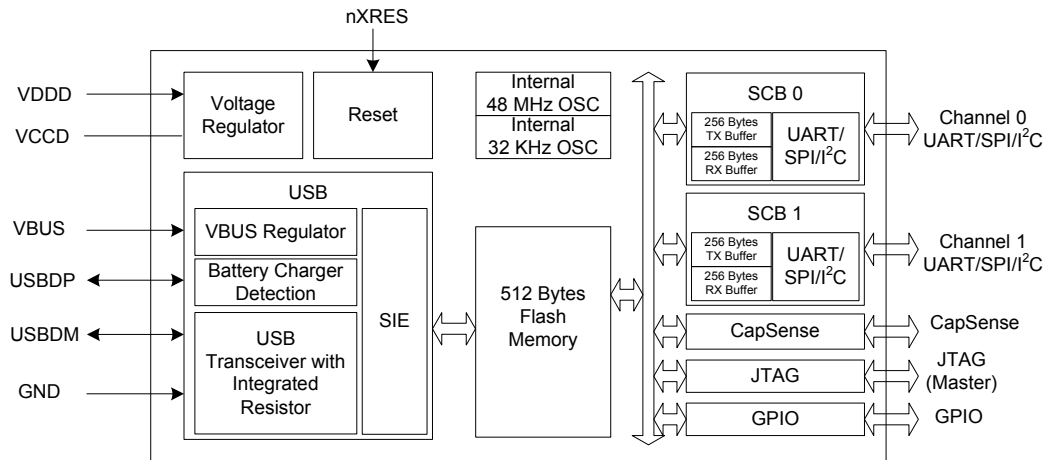 nXRES
VDDD
VCCD
Voltage
Regulator
Reset
Internal
48 MHz OSC
Internal
32 KHz OSC
SCB 0
256 Bytes
TX Buffer
256 Bytes
RX Buffer
UART/
SPI/I²C
Channel 0
UART/SPI/I²C
USB
VBUS
VBUS Regulator
USBDP
Battery Charger
Detection
USBDM
USB
Transceiver with
Integrated
Resistor
GND
SIE
512 Bytes
Flash
Memory
SCB 1
256 Bytes
TX Buffer
256 Bytes
RX Buffer
UART/
SPI/I²C
Channel 1
UART/SPI/I²C
CapSense
CapSense
JTAG
JTAG
(Master)
GPIO
GPIO